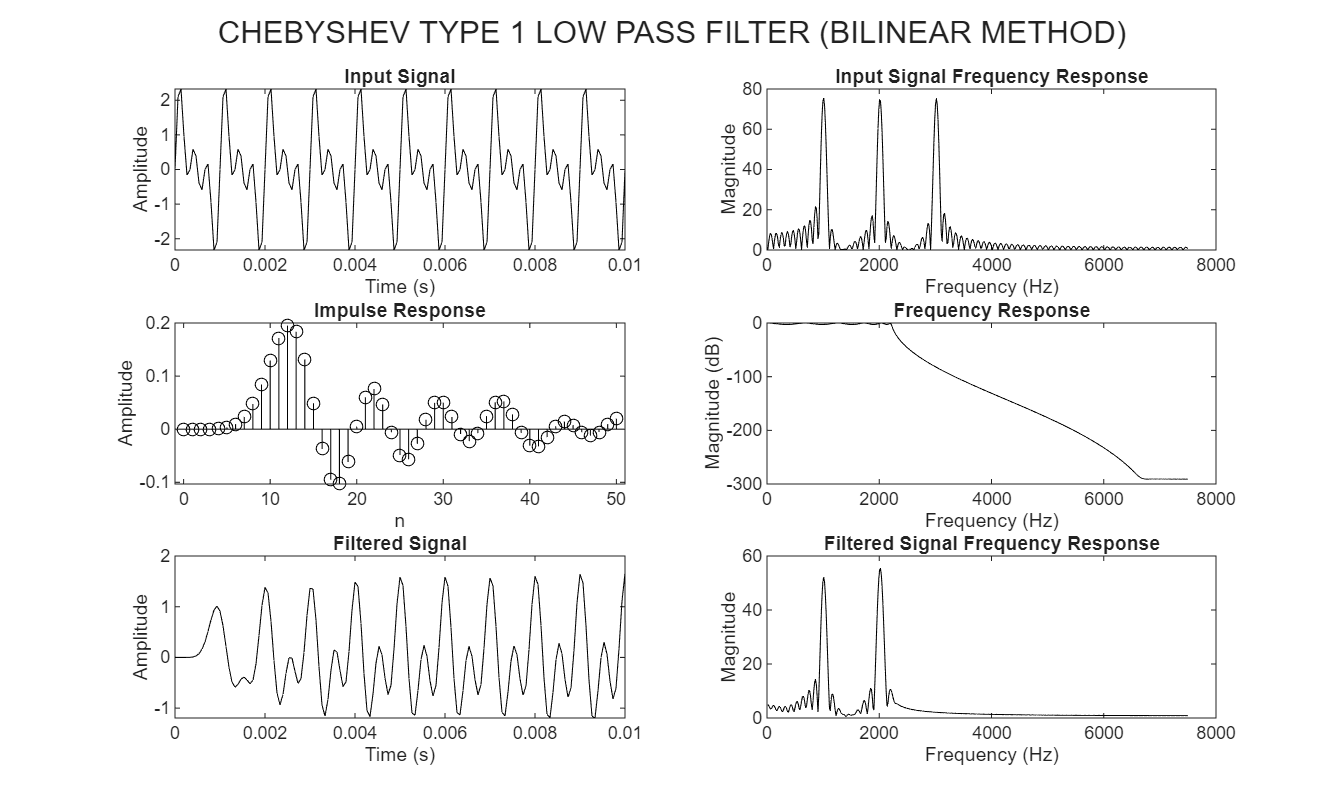 CHEBYSHEV TYPE 1 LOW PASS FILTER (BILINEAR METHOD)
Input Signal
Amplitude
2
1
0
-1
-2
0 0.002 0.004 0.006 0.008 0.01
Time (s)
Input Signal Frequency Response
Magnitude
80
60
40
20
0
0 2000 4000 6000 8000
Frequency (Hz)
Impulse Response
Amplitude
0.2
0.1
0
-0.1
0 10 20 30 40 50
n
Frequency Response
Magnitude (dB)
0
-100
-200
-300
0 2000 4000 6000 8000
Frequency (Hz)
Filtered Signal
Amplitude
2
1
0
-1
0 0.002 0.004 0.006 0.008 0.01
Time (s)
Filtered Signal Frequency Response
Magnitude
60
40
20
0
0 2000 4000 6000 8000
Frequency (Hz)